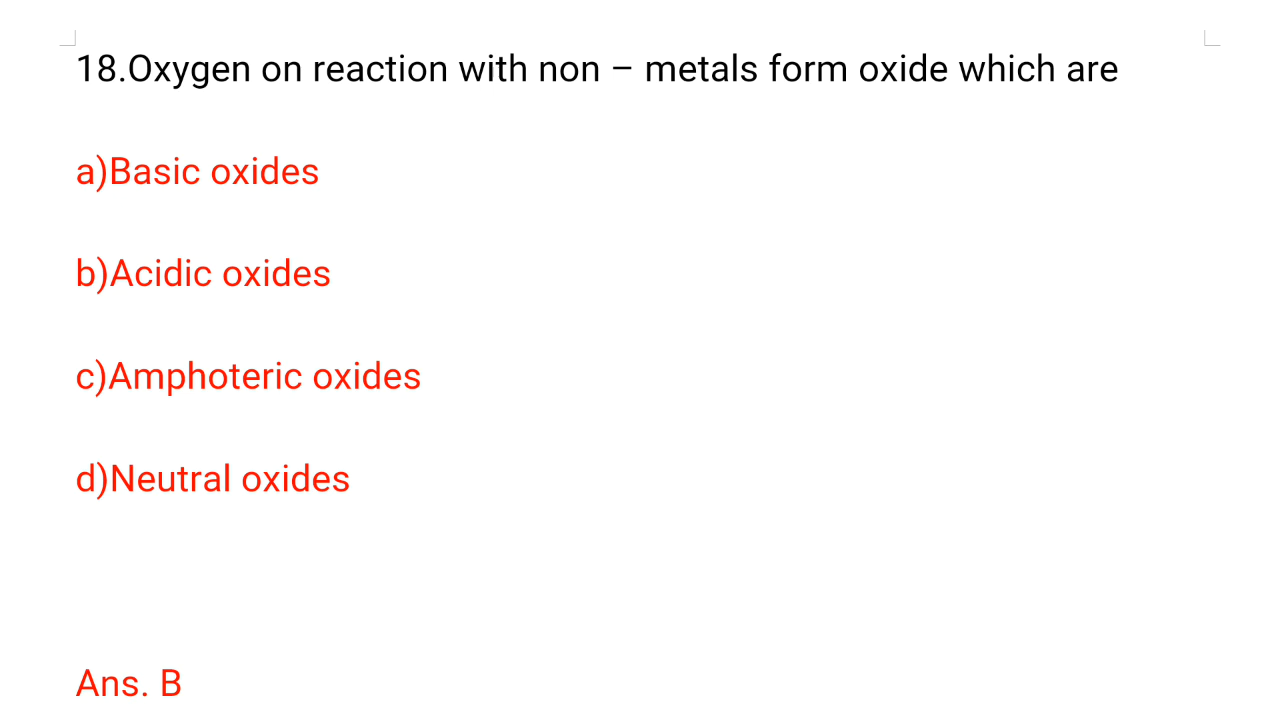 18.Oxygen on reaction with non – metals form oxide which are
a)Basic oxides
b)Acidic oxides
c)Amphoteric oxides
d)Neutral oxides
Ans. B